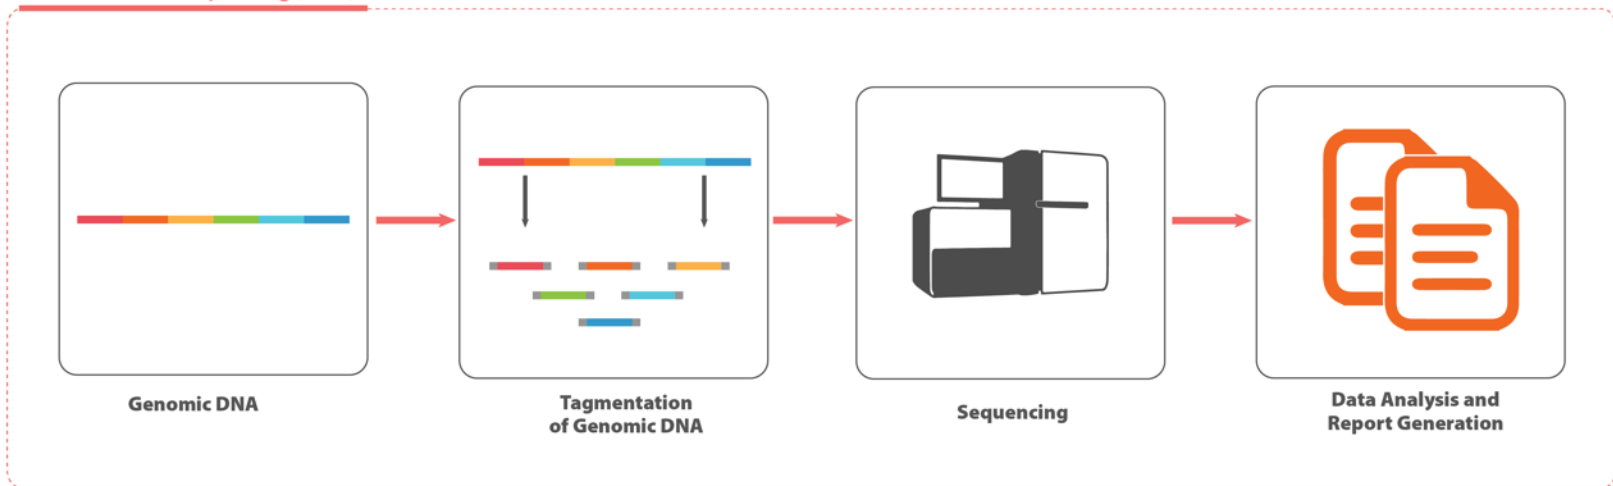 Genomic DNA
Tagmentation
of Genomic DNA
Sequencing
Data Analysis and
Report Generation